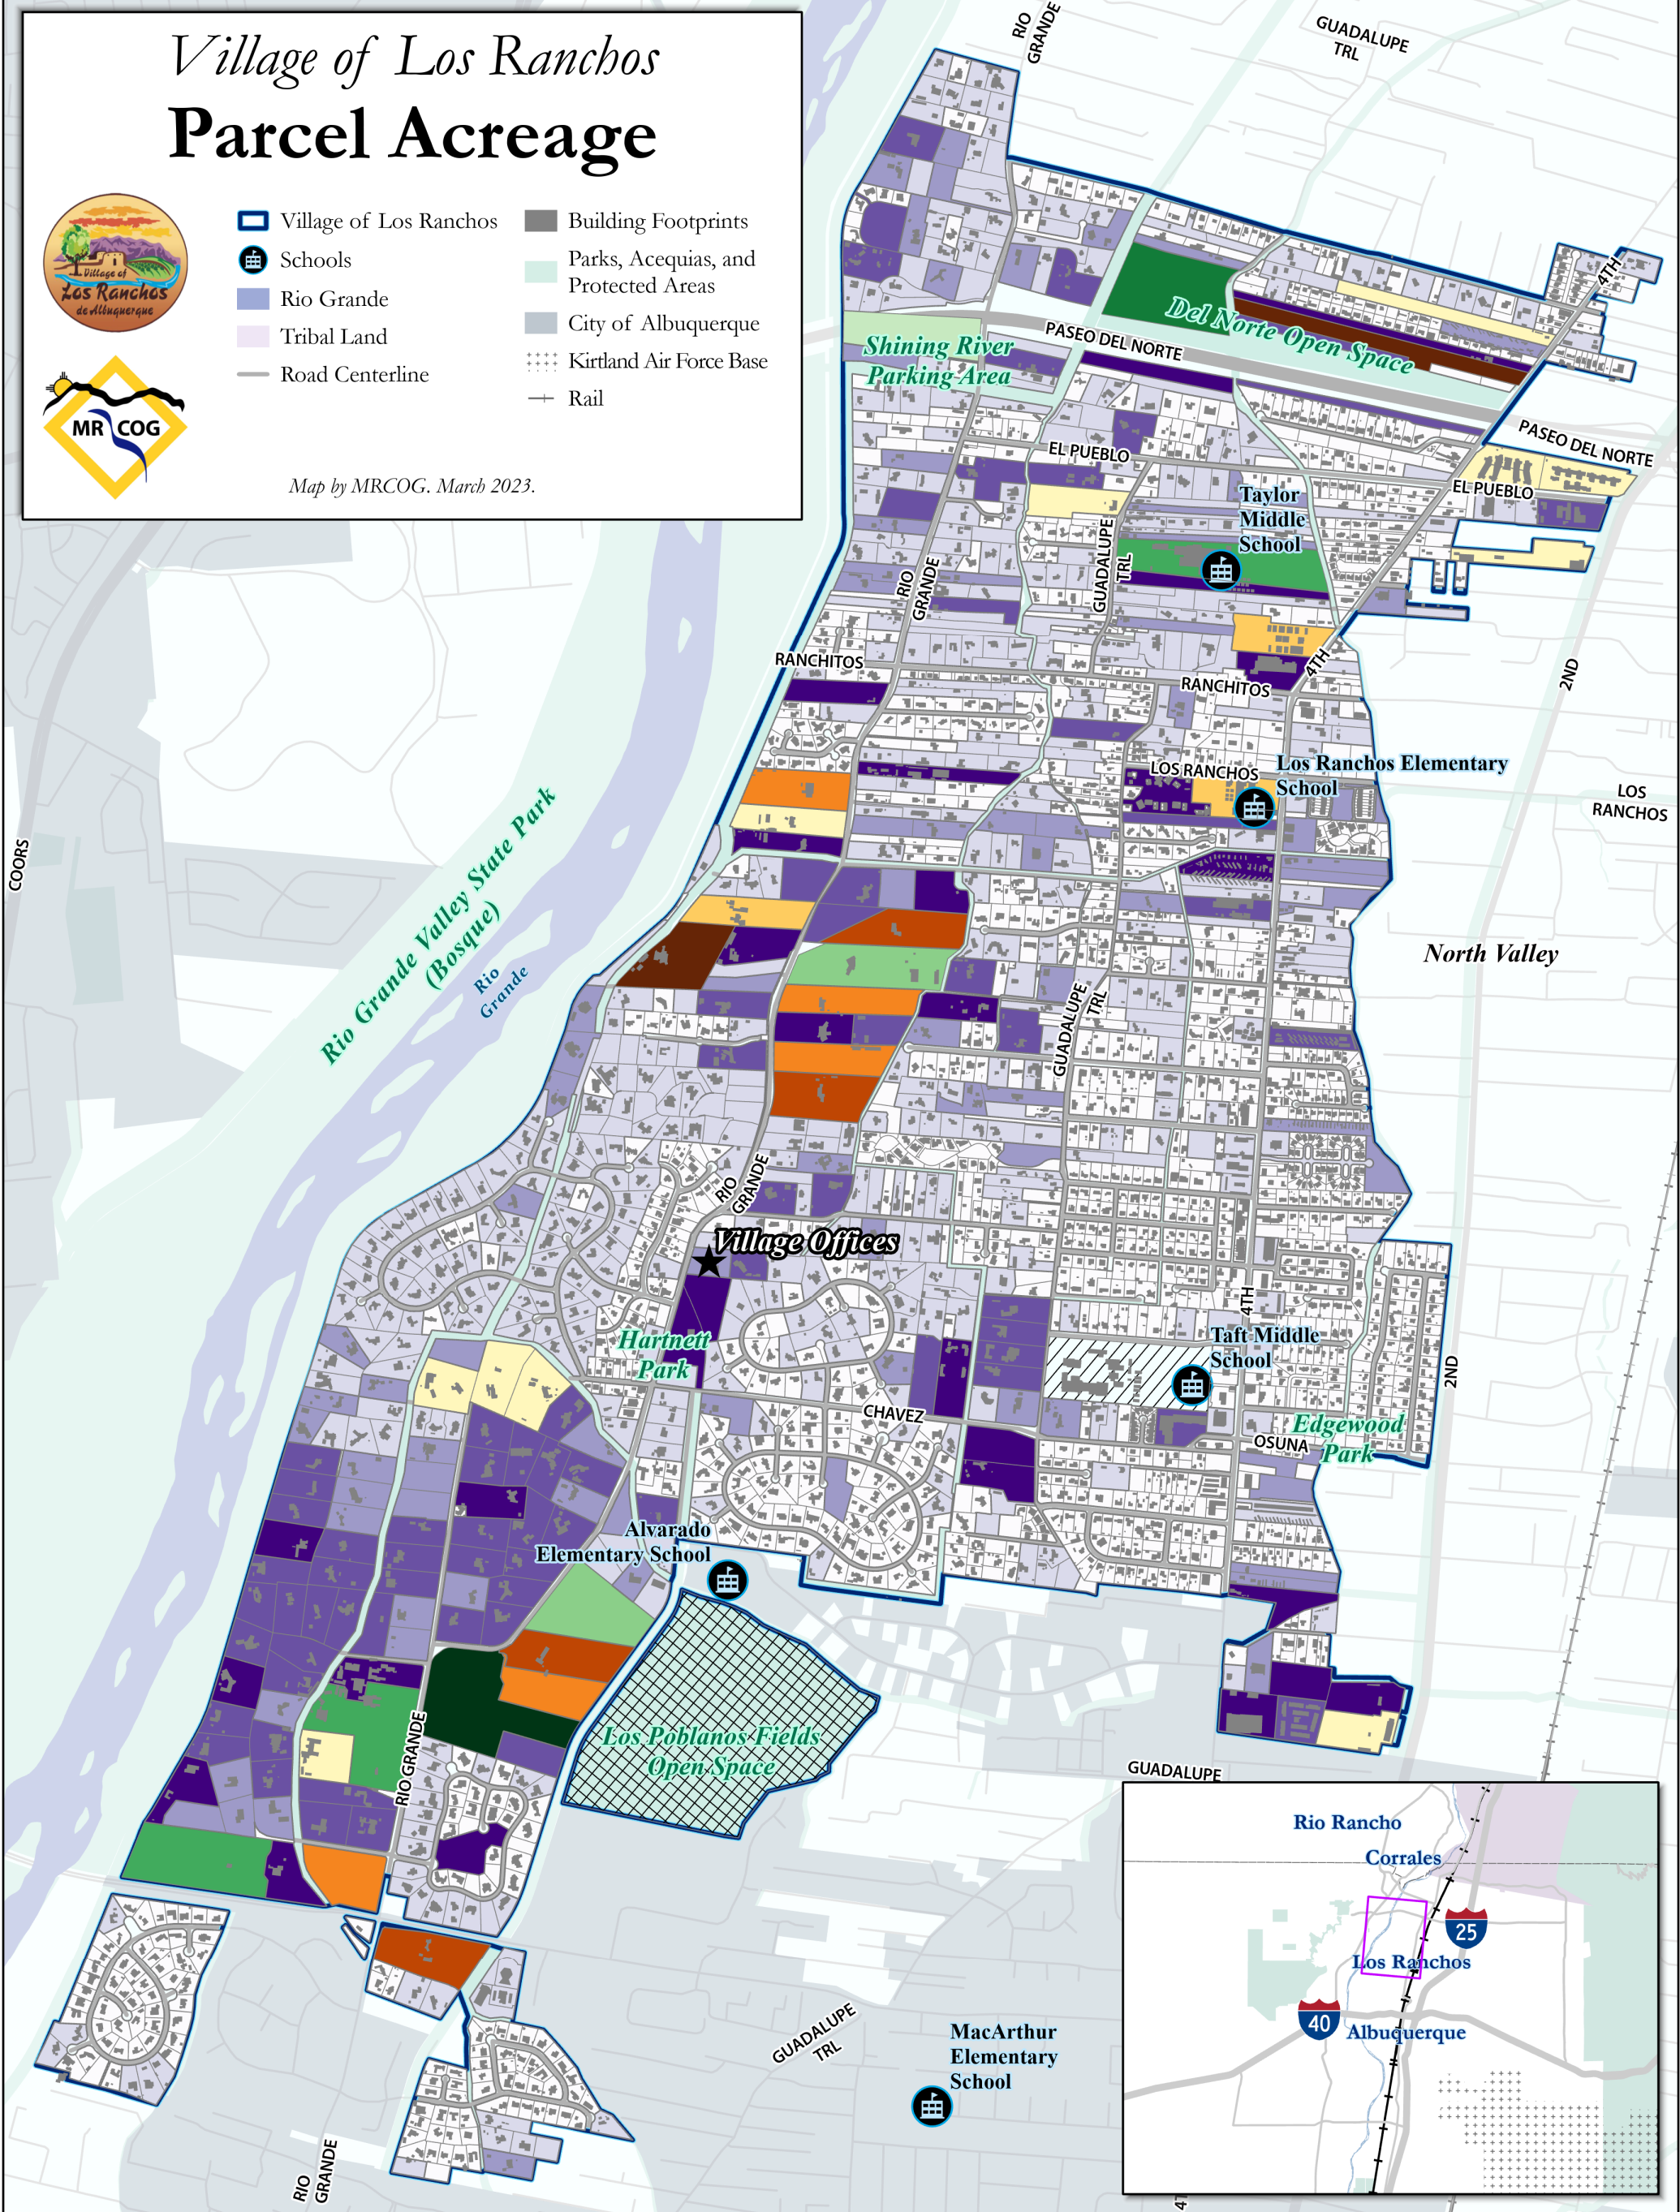 Village of Los Ranchos
Parcel Acreage
Village of
Los Ranchos
de Albuquerque
MR COG
Village of Los Ranchos
Schools
Rio Grande
Tribal Land
Road Centerline
Building Footprints
Parks, Acequias, and
Protected Areas
City of Albuquerque
Kirtland Air Force Base
Rail
Map by MRCOG. March 2023.
RIO
GRANDE
GUADALUPE
TRL
4TH
Del Norte Open Space
PASEO DEL NORTE
Shining River
Parking Area
PASEO DEL NORTE
EL PUEBLO
EL PUEBLO
Taylor
Middle
School
GUADALUPE
TRL
RIO
GRANDE
RANCHITOS
RANCHITOS
4TH
2ND
LOS RANCHOS
Los Ranchos Elementary
School
LOS
RANCHOS
COORS
Rio Grande Valley State Park
(Bosque)
Rio
Grande
North Valley
GUADALUPE
TRL
RIO
GRANDE
Village Offices
4TH
Hartnett
Park
Taft Middle
School
2ND
CHAVEZ
OSUNA
Edgewood
Park
Alvarado
Elementary School
Los Poblanos Fields
Open Space
RIO GRANDE
GUADALUPE
Rio Rancho
Corrales
25
Los Ranchos
40
Albuquerque
GUADALUPE
TRL
MacArthur
Elementary
School
RIO
GRANDE